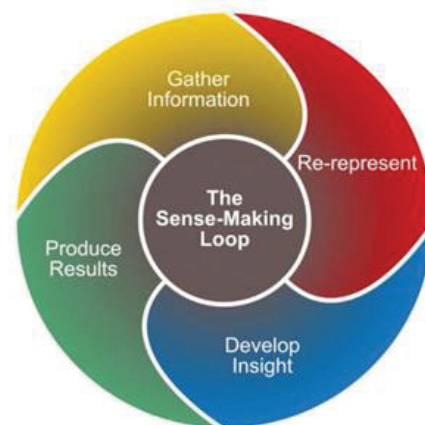 Gather
Information
Re-represent
The
Sense-Making
Loop
Produce
Results
Develop
Insight